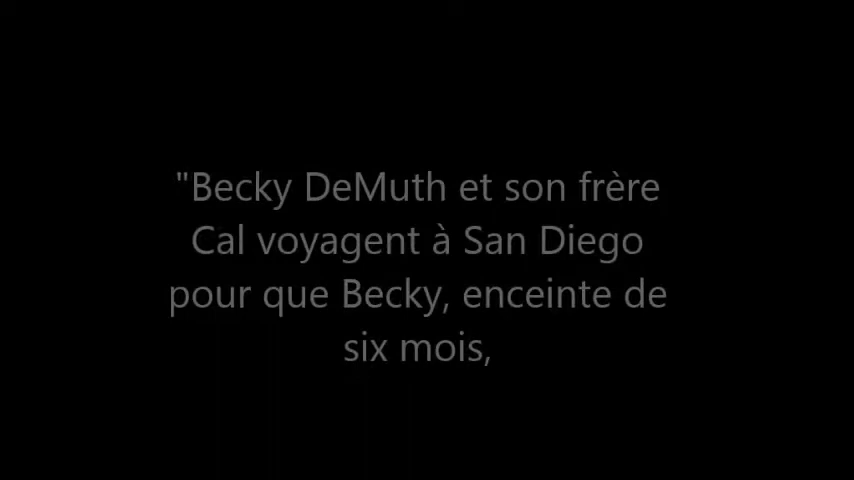 "Becky DeMuth et son frère
Cal voyagent à San Diego
pour que Becky, enceinte de
six mois,